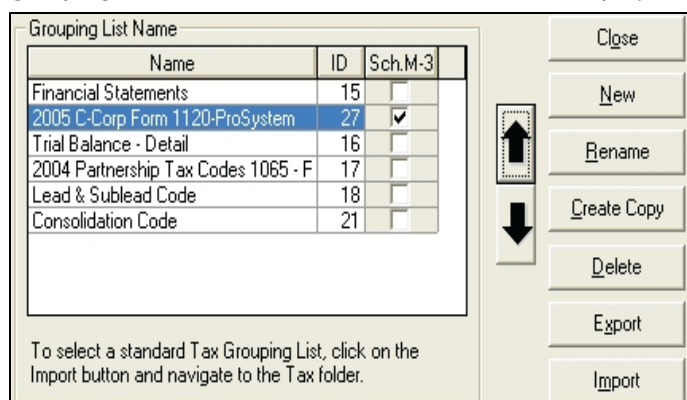 Grouping List Name
Name ID Sch.M-3
Financial Statements 15
2005 C-Corp Form 1120-ProSystem 27
Trial Balance - Detail 16
2004 Partnership Tax Codes 1065 - F 17
Lead & Sublead Code 18
Consolidation Code 21
To select a standard Tax Grouping List, click on the
Import button and navigate to the Tax folder.
Close
New
Rename
Create Copy
Delete
Export
Import